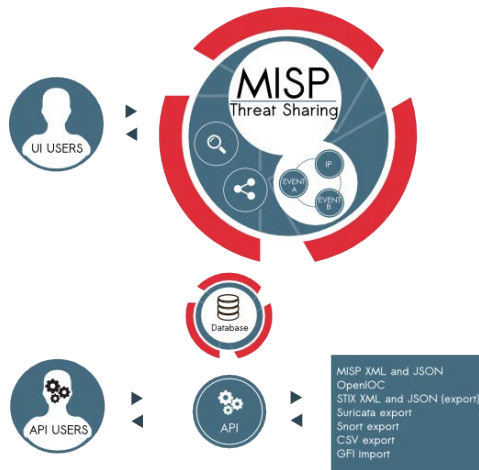 MISP
Threat Sharing
UI USERS
IP
EVENT
A
EVENT
B
Database
API USERS
API
MISP XML and JSON
OpenIOC
STIX XML and JSON (export)
Suricata export
Snort export
CSV export
GFI import